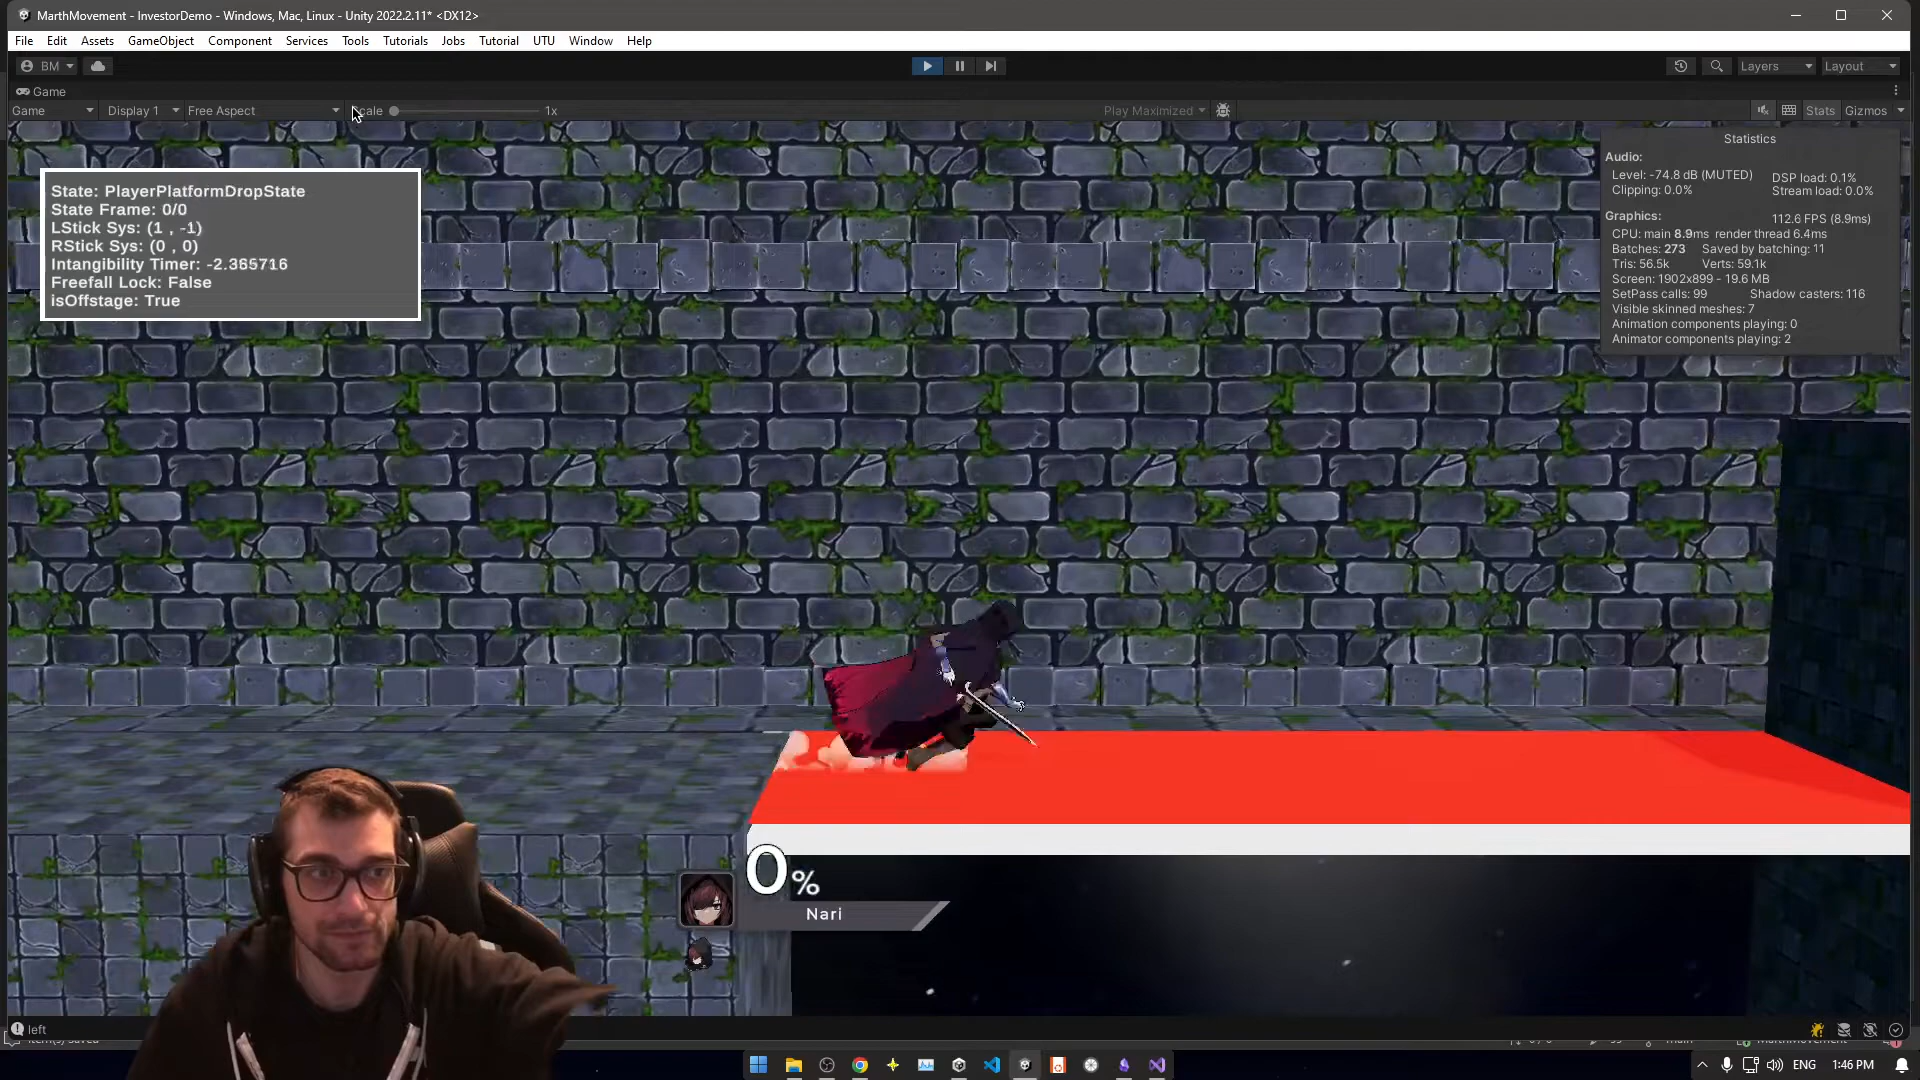 MarthMovement - InvestorDemo - Windows, Mac, Linux - Unity 2022.2.11* <DX12>
File Edit Assets GameObject Component Services Tools Tutorials Jobs Tutorial UTU Window Help
BM
Layers Layout
Game
Game Display 1 Free Aspect cale 1x Play Maximized Stats Gizmos
State: PlayerPlatformDropState
State Frame: 0/0
LStick Sys: (1 , -1)
RStick Sys: (0 , 0)
Intangibility Timer: -2.365716
Freefall Lock: False
isOffstage: True
Statistics
Audio:
Level: -74.8 dB (MUTED) DSP load: 0.1%
Clipping: 0.0% Stream load: 0.0%
Graphics: 112.6 FPS (8.9ms)
CPU: main 8.9ms render thread 6.4ms
Batches: 273 Saved by batching: 11
Tris: 56.5k Verts: 59.1k
Screen: 1902x899 - 19.6 MB
SetPass calls: 99 Shadow casters: 116
Visible skinned meshes: 7
Animation components playing: 0
Animator components playing: 2
0%
Nari
left
ENG 1:46 PM